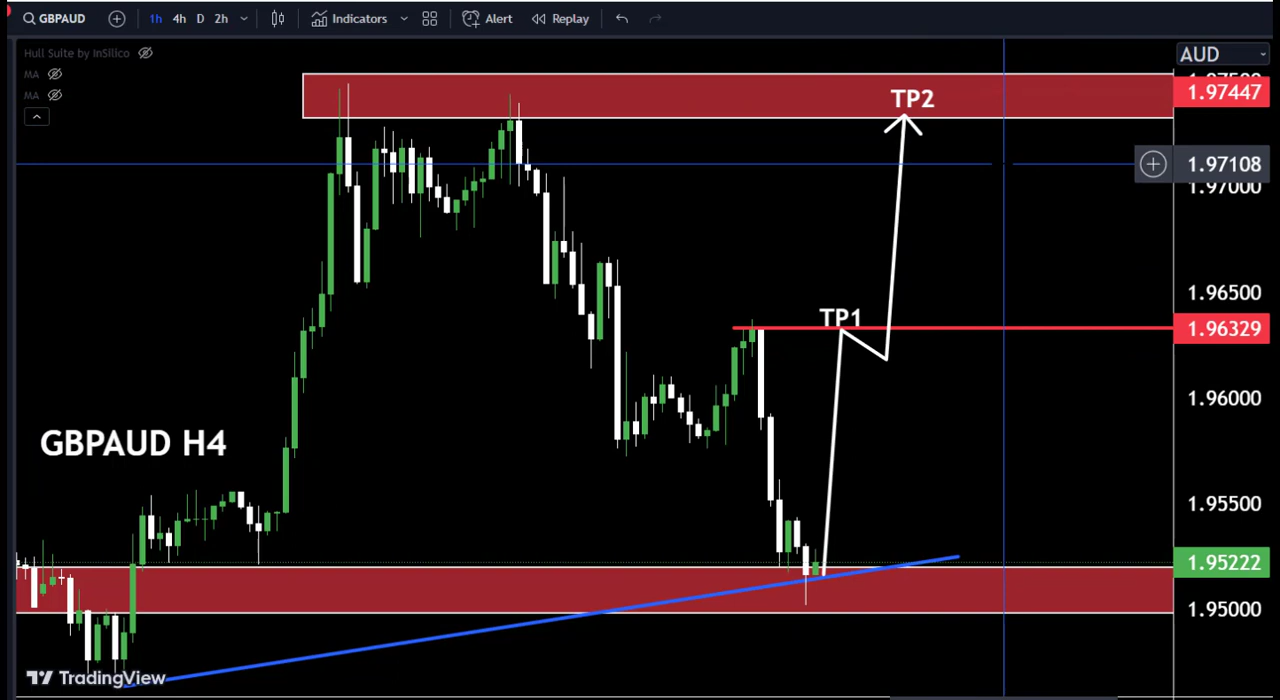 GBPAUD 1h 4h D 2h Indicators Alert Replay
Hull Suite by InSilico
MA
MA
AUD
1.97447
TP2
1.97108
1.97000
1.96500
TP1
1.96329
1.96000
GBPAUD H4
1.95500
1.95222
1.95000
TradingView